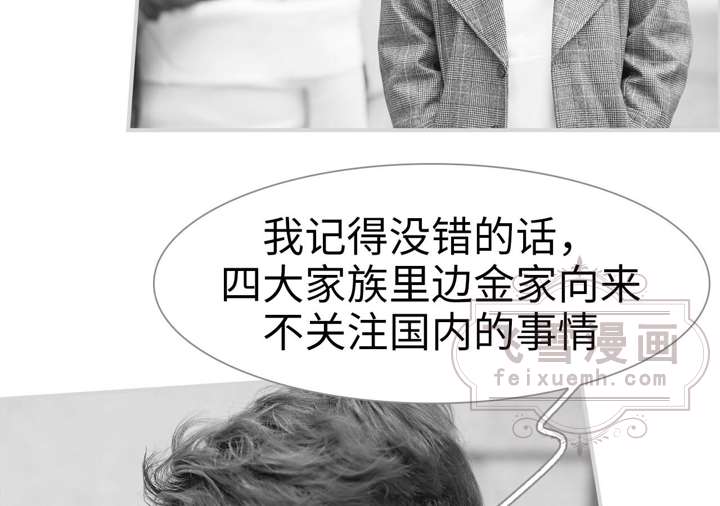 我记得没错的话，
四大家族里边金家向来
不关注国内的事情
飞雪漫画
feixuemh.com